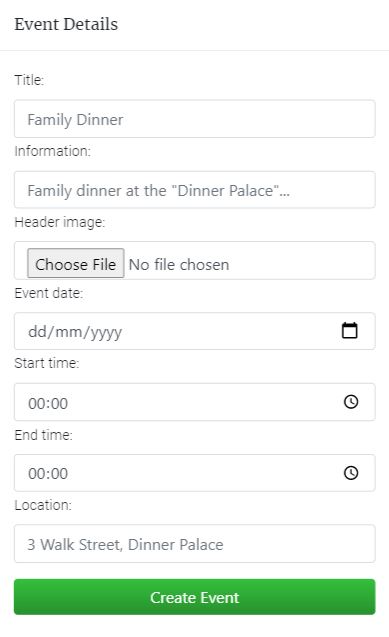 Event Details
Title:
Family Dinner
Information:
Family dinner at the "Dinner Palace"...
Header image:
Choose File No file chosen
Event date:
dd/mm/yyyy
Start time:
00:00
End time:
00:00
Location:
3 Walk Street, Dinner Palace
Create Event